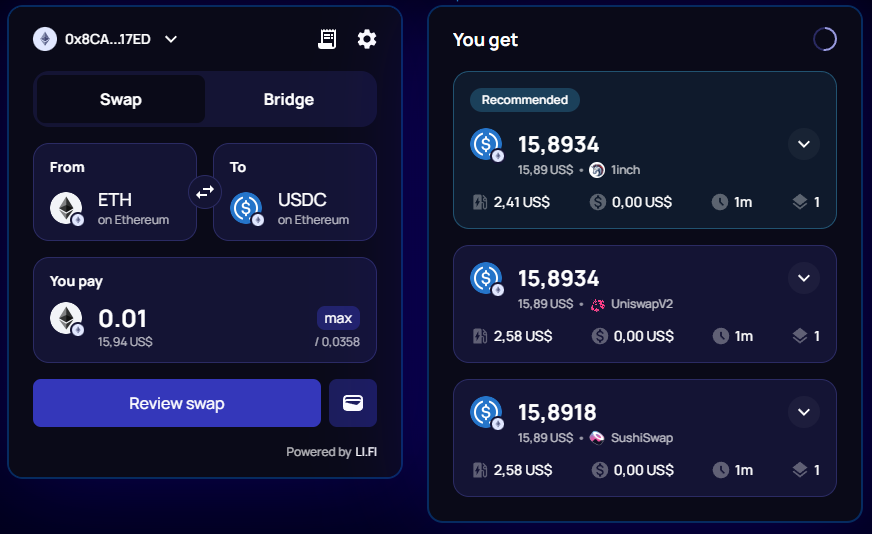 0x8CA...17ED
Swap
Bridge
From
ETH
on Ethereum
To
USDC
on Ethereum
You pay
0.01
max
15,94 US$
/ 0,0358
Review swap
Powered by LI.FI
You get
Recommended
15,8934
15,89 US$ • 1inch
2,41 US$ 0,00 US$ 1m 1
15,8934
15,89 US$ • UniswapV2
2,58 US$ 0,00 US$ 1m 1
15,8918
15,89 US$ • SushiSwap
2,58 US$ 0,00 US$ 1m 1